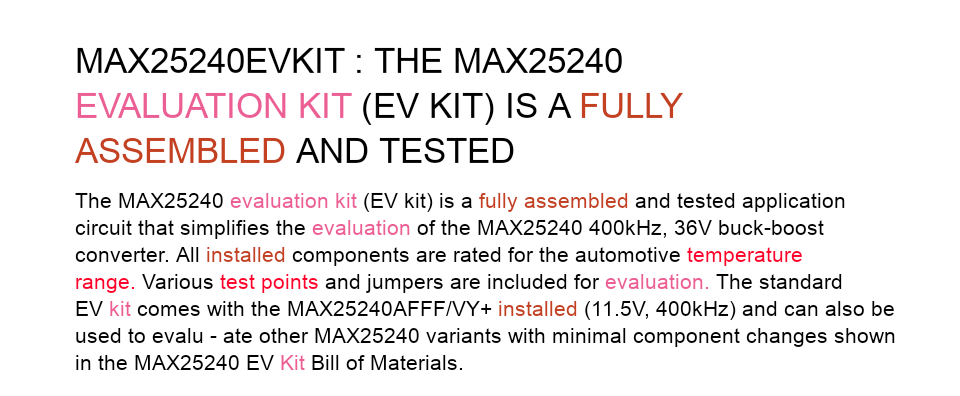 MAX25240EVKIT : THE MAX25240
EVALUATION KIT (EV KIT) IS A FULLY
ASSEMBLED AND TESTED
The MAX25240 evaluation kit (EV kit) is a fully assembled and tested application
circuit that simplifies the evaluation of the MAX25240 400kHz, 36V buck-boost
converter. All installed components are rated for the automotive temperature
range. Various test points and jumpers are included for evaluation. The standard
EV kit comes with the MAX25240AFFF/VY+ installed (11.5V, 400kHz) and can also be
used to evalu - ate other MAX25240 variants with minimal component changes shown
in the MAX25240 EV Kit Bill of Materials.